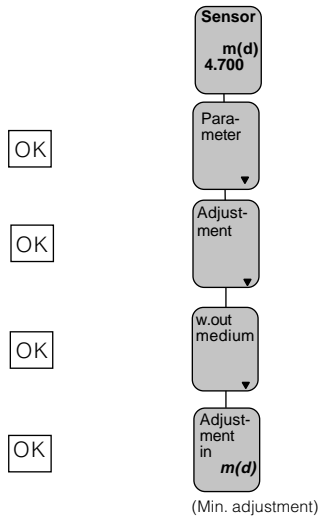 Sensor
m(d)
4.700
OK
Para-
meter
OK
Adjust-
ment
OK
w.out
medium
OK
Adjust-
ment
in
m(d)
(Min. adjustment)